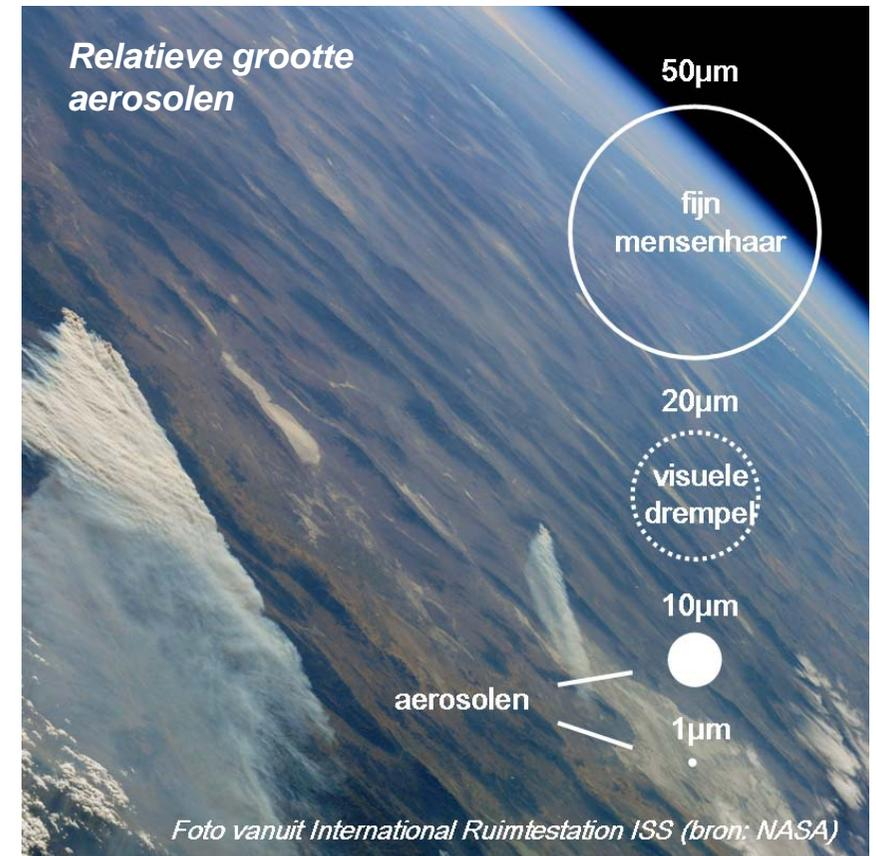 Relatieve grootte
aerosolen
50µm
fijn
mensenhaar
20µm
visuele
drempel
10µm
aerosolen
1µm
Foto vanuit International Ruimtestation ISS (bron: NASA)